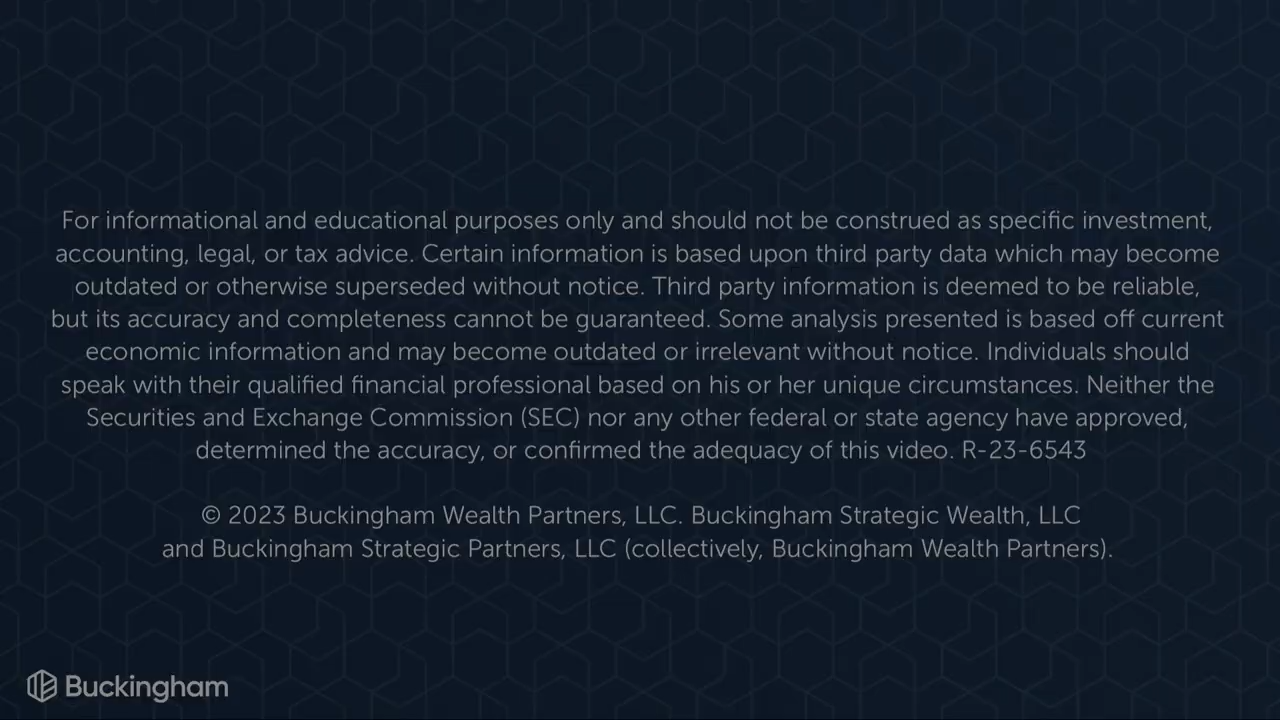 For informational and educational purposes only and should not be construed as specific investment,
accounting, legal, or tax advice. Certain information is based upon third party data which may become
outdated or otherwise superseded without notice. Third party information is deemed to be reliable,
but its accuracy and completeness cannot be guaranteed. Some analysis presented is based off current
economic information and may become outdated or irrelevant without notice. Individuals should
speak with their qualified financial professional based on his or her unique circumstances. Neither the
Securities and Exchange Commission (SEC) nor any other federal or state agency have approved,
determined the accuracy, or confirmed the adequacy of this video. R-23-6543
© 2023 Buckingham Wealth Partners, LLC. Buckingham Strategic Wealth, LLC
and Buckingham Strategic Partners, LLC (collectively, Buckingham Wealth Partners).
Buckingham